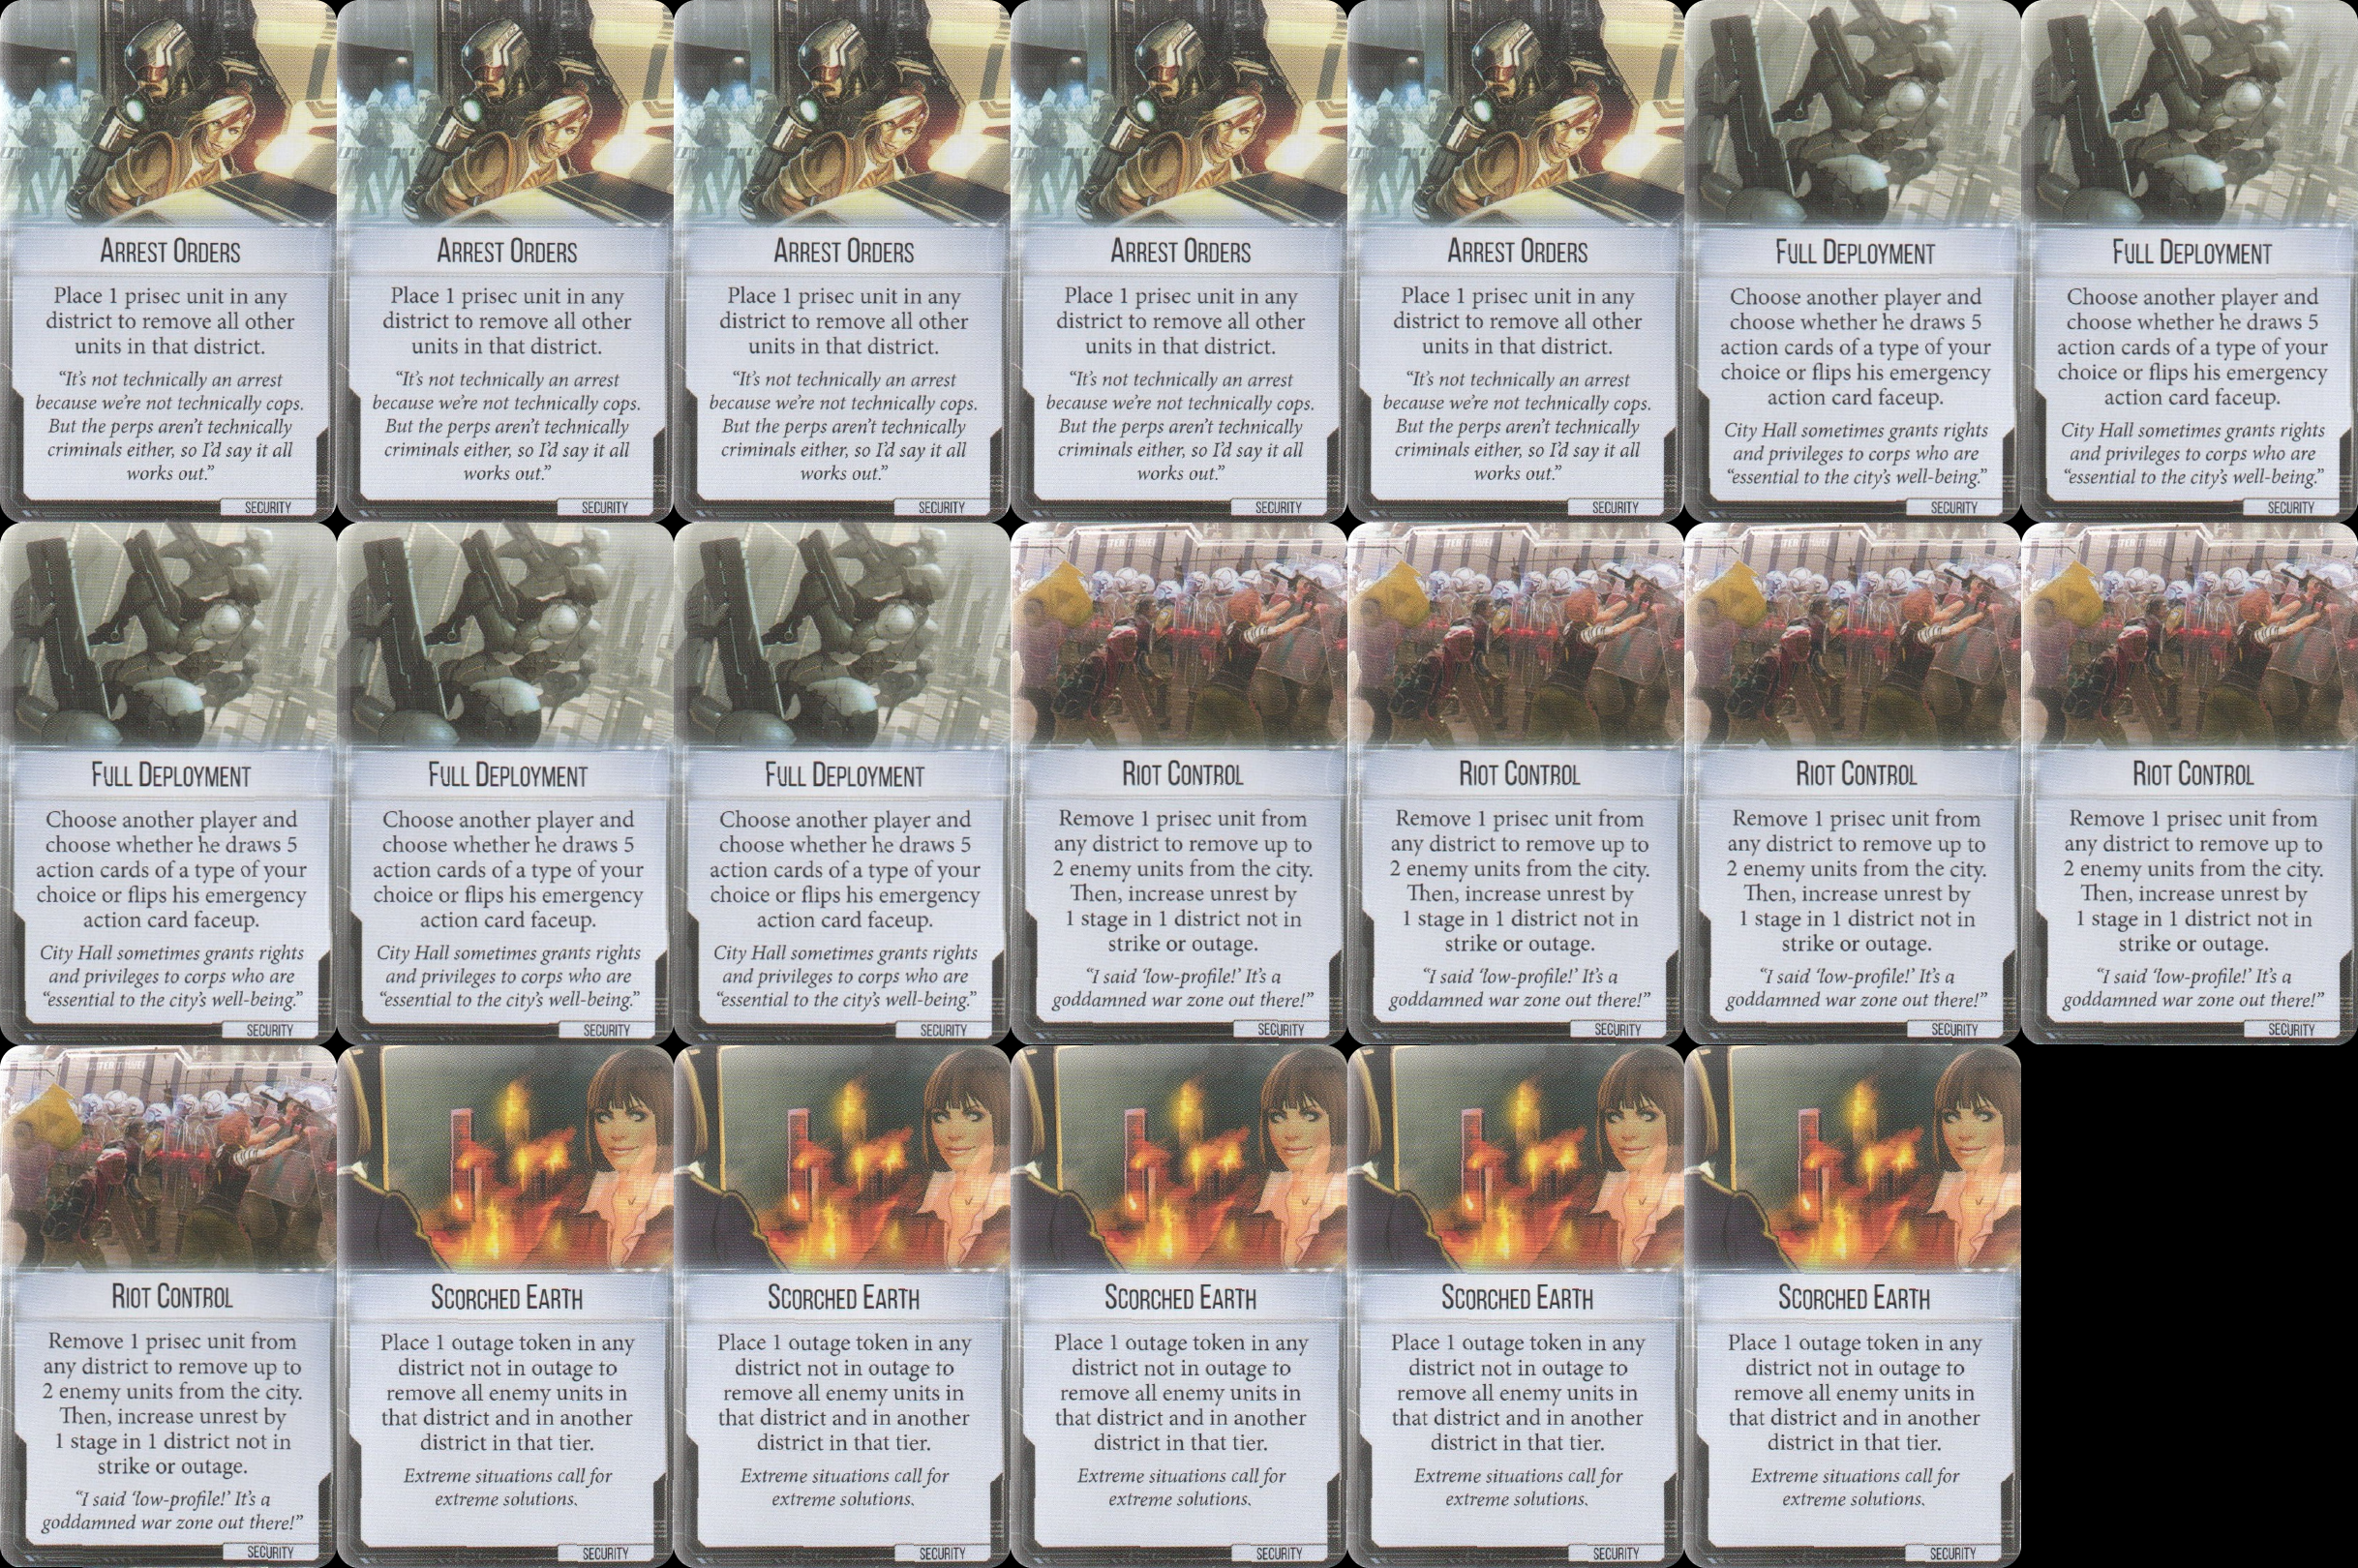 ARREST ORDERS
Place 1 prisec unit in any
district to remove all other
units in that district.
“It’s not technically an arrest
because we’re not technically cops.
But the perps aren’t technically
criminals either, so I’d say it all
works out.”
SECURITY
ARREST ORDERS
Place 1 prisec unit in any
district to remove all other
units in that district.
“It’s not technically an arrest
because we’re not technically cops.
But the perps aren’t technically
criminals either, so I’d say it all
works out.”
SECURITY
ARREST ORDERS
Place 1 prisec unit in any
district to remove all other
units in that district.
“It’s not technically an arrest
because we’re not technically cops.
But the perps aren’t technically
criminals either, so I’d say it all
works out.”
SECURITY
ARREST ORDERS
Place 1 prisec unit in any
district to remove all other
units in that district.
“It’s not technically an arrest
because we’re not technically cops.
But the perps aren’t technically
criminals either, so I’d say it all
works out.”
SECURITY
ARREST ORDERS
Place 1 prisec unit in any
district to remove all other
units in that district.
“It’s not technically an arrest
because we’re not technically cops.
But the perps aren’t technically
criminals either, so I’d say it all
works out.”
SECURITY
FULL DEPLOYMENT
Choose another player and
choose whether he draws 5
action cards of a type of your
choice or flips his emergency
action card faceup.
City Hall sometimes grants rights
and privileges to corps who are
“essential to the city’s well-being.”
SECURITY
FULL DEPLOYMENT
Choose another player and
choose whether he draws 5
action cards of a type of your
choice or flips his emergency
action card faceup.
City Hall sometimes grants rights
and privileges to corps who are
“essential to the city’s well-being.”
SECURITY
FULL DEPLOYMENT
Choose another player and
choose whether he draws 5
action cards of a type of your
choice or flips his emergency
action card faceup.
City Hall sometimes grants rights
and privileges to corps who are
“essential to the city’s well-being.”
SECURITY
FULL DEPLOYMENT
Choose another player and
choose whether he draws 5
action cards of a type of your
choice or flips his emergency
action card faceup.
City Hall sometimes grants rights
and privileges to corps who are
“essential to the city’s well-being.”
SECURITY
FULL DEPLOYMENT
Choose another player and
choose whether he draws 5
action cards of a type of your
choice or flips his emergency
action card faceup.
City Hall sometimes grants rights
and privileges to corps who are
“essential to the city’s well-being.”
SECURITY
RIOT CONTROL
Remove 1 prisec unit from
any district to remove up to
2 enemy units from the city.
Then, increase unrest by
1 stage in 1 district not in
strike or outage.
“I said ‘low-profile!’ It’s a
goddamned war zone out there!”
SECURITY
RIOT CONTROL
Remove 1 prisec unit from
any district to remove up to
2 enemy units from the city.
Then, increase unrest by
1 stage in 1 district not in
strike or outage.
“I said ‘low-profile!’ It’s a
goddamned war zone out there!”
SECURITY
RIOT CONTROL
Remove 1 prisec unit from
any district to remove up to
2 enemy units from the city.
Then, increase unrest by
1 stage in 1 district not in
strike or outage.
“I said ‘low-profile!’ It’s a
goddamned war zone out there!”
SECURITY
RIOT CONTROL
Remove 1 prisec unit from
any district to remove up to
2 enemy units from the city.
Then, increase unrest by
1 stage in 1 district not in
strike or outage.
“I said ‘low-profile!’ It’s a
goddamned war zone out there!”
SECURITY
RIOT CONTROL
Remove 1 prisec unit from
any district to remove up to
2 enemy units from the city.
Then, increase unrest by
1 stage in 1 district not in
strike or outage.
“I said ‘low-profile!’ It’s a
goddamned war zone out there!”
SECURITY
SCORCHED EARTH
Place 1 outage token in any
district not in outage to
remove all enemy units in
that district and in another
district in that tier.
Extreme situations call for
extreme solutions.
SECURITY
SCORCHED EARTH
Place 1 outage token in any
district not in outage to
remove all enemy units in
that district and in another
district in that tier.
Extreme situations call for
extreme solutions.
SECURITY
SCORCHED EARTH
Place 1 outage token in any
district not in outage to
remove all enemy units in
that district and in another
district in that tier.
Extreme situations call for
extreme solutions.
SECURITY
SCORCHED EARTH
Place 1 outage token in any
district not in outage to
remove all enemy units in
that district and in another
district in that tier.
Extreme situations call for
extreme solutions.
SECURITY
SCORCHED EARTH
Place 1 outage token in any
district not in outage to
remove all enemy units in
that district and in another
district in that tier.
Extreme situations call for
extreme solutions.
SECURITY